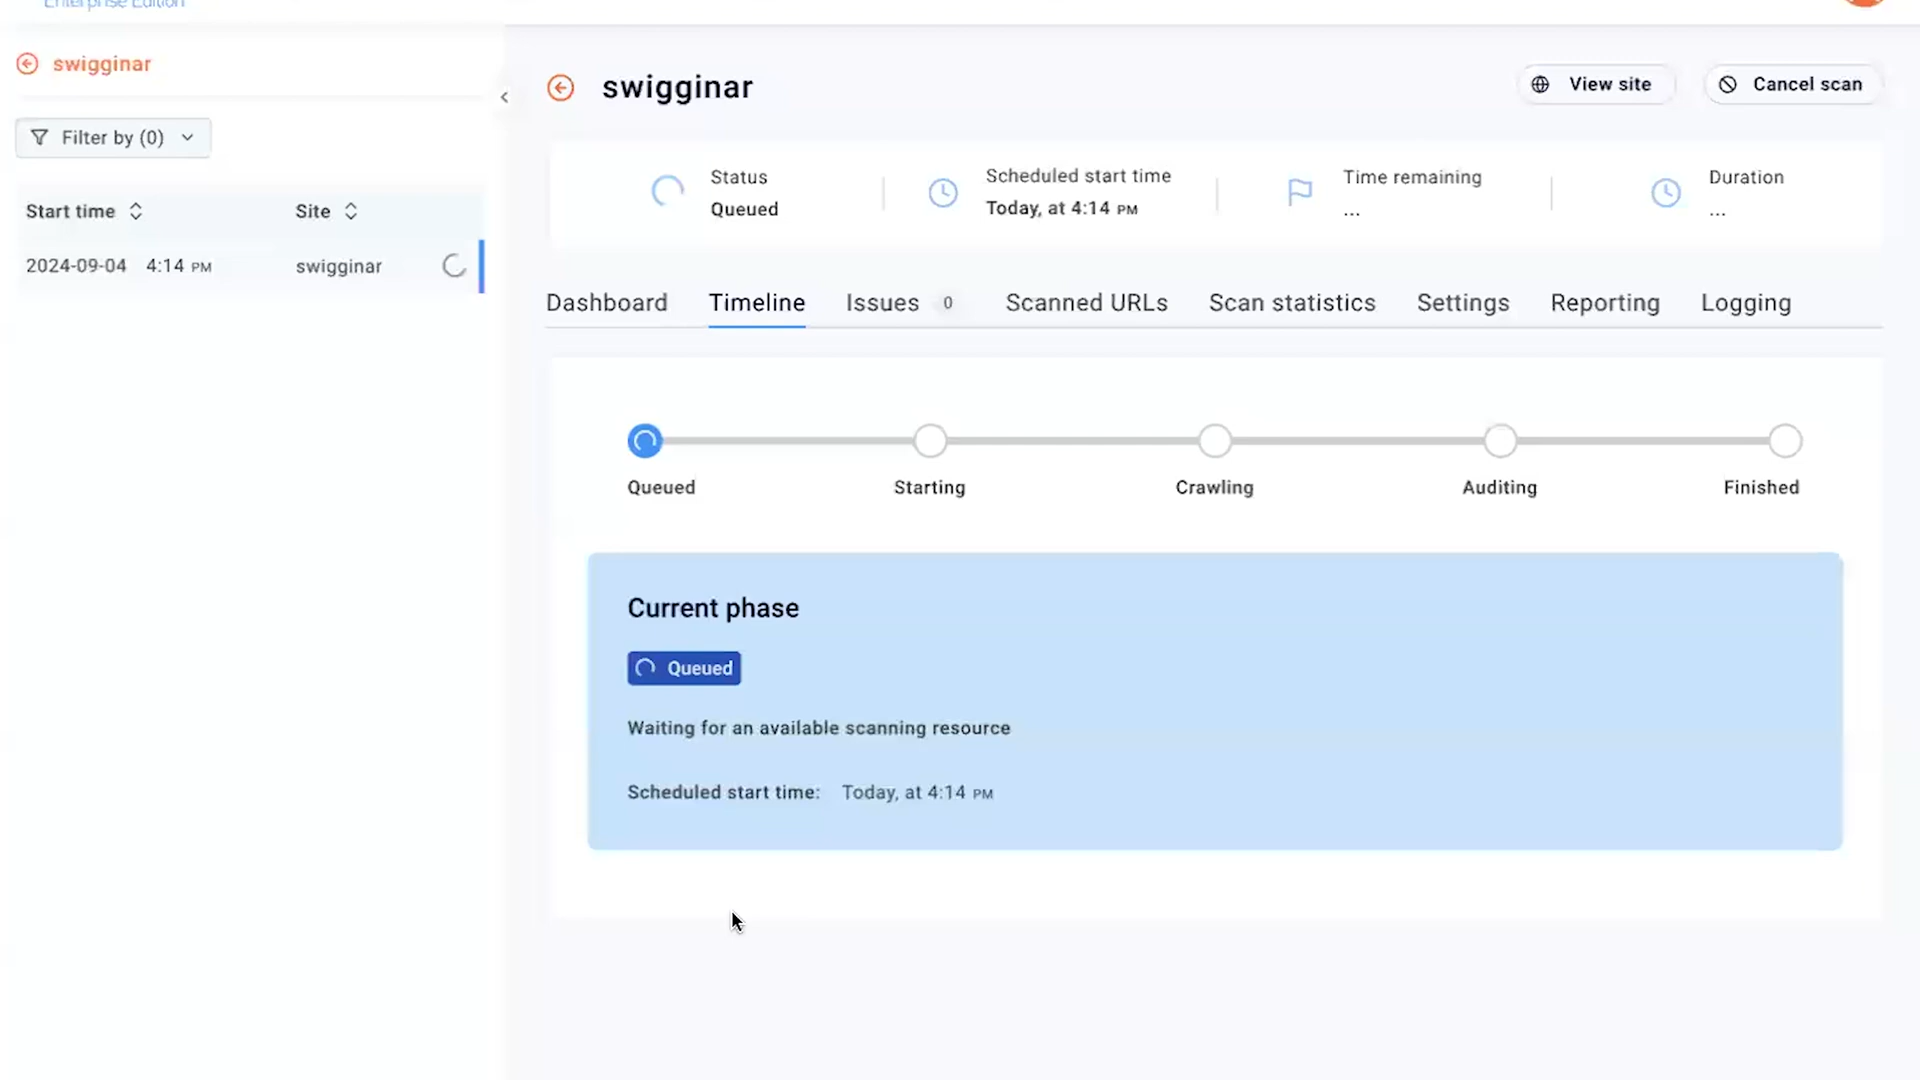 Enterprise Edition
swigginar
Filter by (0)
Start time Site
2024-09-04 4:14 PM swigginar
swigginar
View site
Cancel scan
Status
Queued
Scheduled start time
Today, at 4:14 PM
Time remaining
...
Duration
...
Dashboard Timeline Issues 0 Scanned URLs Scan statistics Settings Reporting Logging
Queued Starting Crawling Auditing Finished
Current phase
Queued
Waiting for an available scanning resource
Scheduled start time: Today, at 4:14 PM